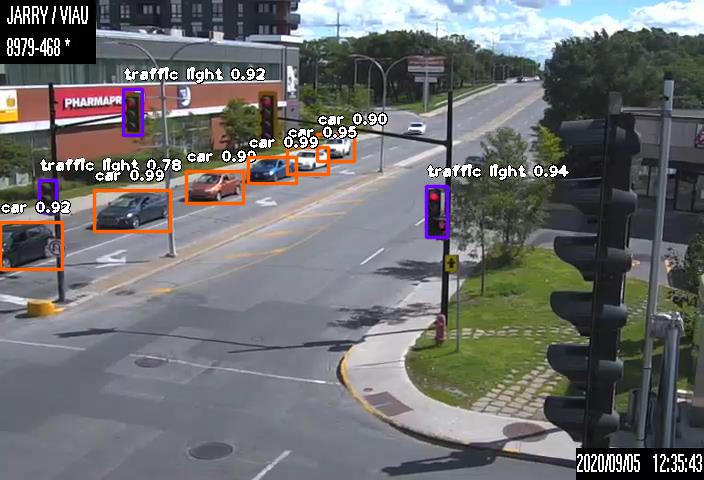 JARRY / VIAU
8979-468 *
traffic light 0.92
PHARMAPR
car 0.90
car 0.95
car 0.99
car 0.99
traffic light 0.78
car 0.99
traffic light 0.94
car 0.92
2020/09/05 12:35:43